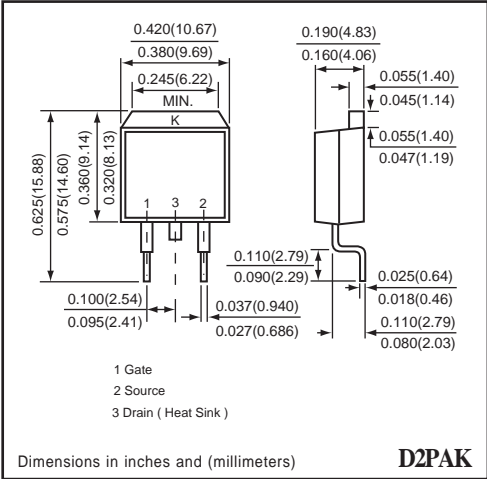 0.420(10.67)
0.380(9.69)
0.245(6.22)
MIN.
K
0.190(4.83)
0.160(4.06)
0.055(1.40)
0.045(1.14)
0.055(1.40)
0.047(1.19)
0.625(15.88)
0.575(14.60)
0.360(9.14)
0.320(8.13)
1 3 2
0.110(2.79)
0.090(2.29)
0.025(0.64)
0.018(0.46)
0.100(2.54)
0.095(2.41)
0.037(0.940)
0.027(0.686)
0.110(2.79)
0.080(2.03)
1 Gate
2 Source
3 Drain ( Heat Sink )
Dimensions in inches and (millimeters)
D2PAK